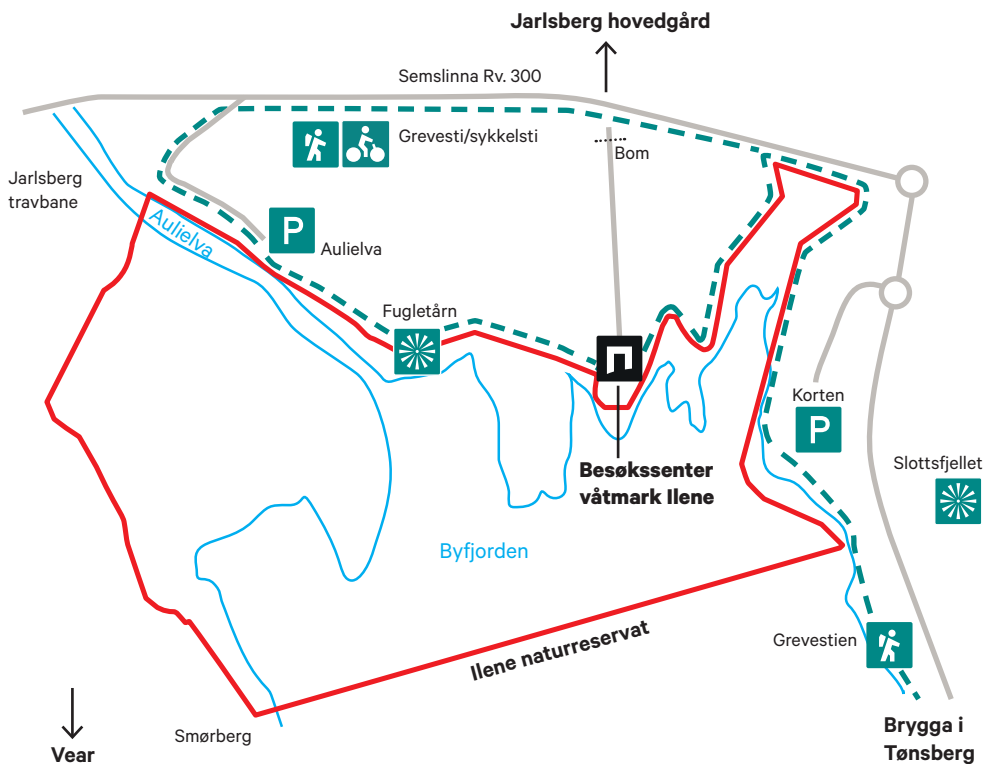 Jarlsberg hovedgård
Semslinna Rv. 300
Grevesti/sykkelsti
Bom
Jarlsberg
travbane
Aulielva
P
Aulielva
Fugletårn
Korten
P
Slottsfjellet
Besøkssenter
våtmark Ilene
Byfjorden
Ilene naturreservat
Grevestien
Smørberg
Vear
Brygga i
Tønsberg